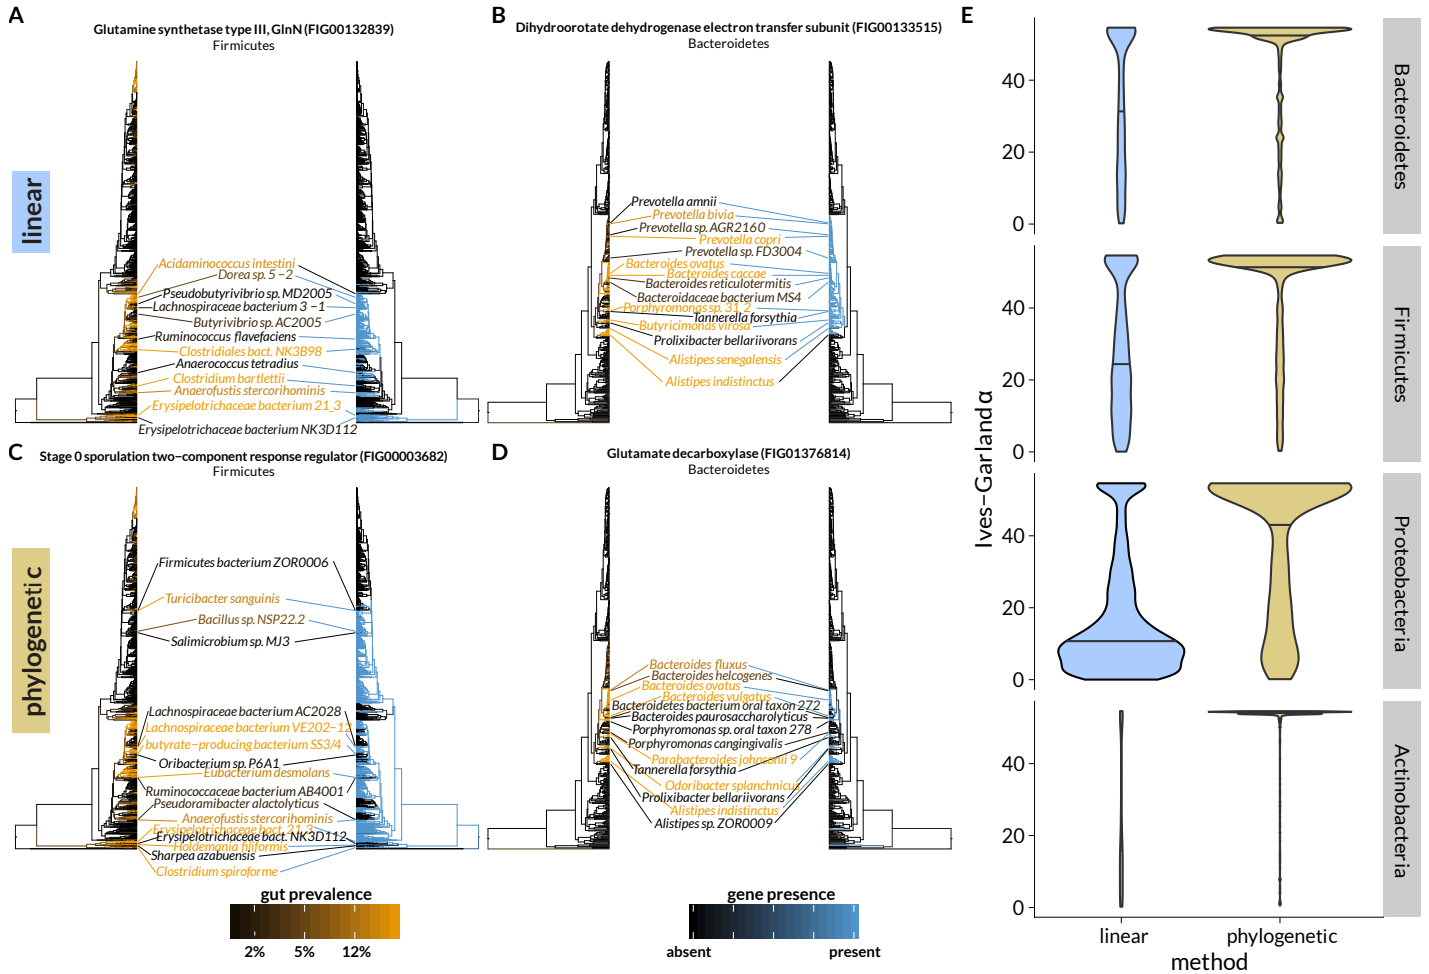 A
Glutamine synthetase type III, GlnN (FIG00132839)
Firmicutes
linear
Acidaminococcus intestini
Dorea sp. 5−2
Pseudobutyrivibrio sp. MD2005
Lachnospiraceae bacterium 3−1
Butyrivibrio sp. AC2005
Ruminococcus flavefaciens
Clostridiales bact. NK3B98
Anaerococcus tetradius
Clostridium bartlettii
Anaerofustis stercorihominis
Erysipelotrichaceae bacterium 21_3
Erysipelotrichaceae bacterium NK3D112
B
Dihydroorotate dehydrogenase electron transfer subunit (FIG00133515)
Bacteroidetes
Prevotella amnii
Prevotella bivia
Prevotella sp. AGR2160
Prevotella copri
Prevotella sp. FD3004
Bacteroides ovatus
Bacteroides caccae
Bacteroides reticulotermitis
Bacteroidaceae bacterium MS4
Porphyromonas sp. 31_2
Tannerella forsythia
Butyricimonas virosa
Prolixibacter bellariivorans
Alistipes senegalensis
Alistipes indistinctus
C
Stage 0 sporulation two−component response regulator (FIG00003682)
Firmicutes
phylogenetic
Firmicutes bacterium ZOR0006
Turicibacter sanguinis
Bacillus sp. NSP22.2
Salimicrobium sp. MJ3
Lachnospiraceae bacterium AC2028
Lachnospiraceae bacterium VE202−12
butyrate−producing bacterium SS3/4
Oribacterium sp. P6A1
Eubacterium desmolans
Ruminococcaceae bacterium AB4001
Pseudoramibacter alactolyticus
Anaerofustis stercorihominis
Erysipelotrichaceae bact. 21_3
Erysipelotrichaceae bact. NK3D112
Holdemania filiformis
Sharpea azabuensis
Clostridium spiroforme
D
Glutamate decarboxylase (FIG01376814)
Bacteroidetes
Bacteroides fluxus
Bacteroides helcogenes
Bacteroides ovatus
Bacteroides vulgatus
Bacteroidetes bacterium oral taxon 272
Bacteroides paurosaccharolyticus
Porphyromonas sp. oral taxon 278
Porphyromonas cangingivalis
Parabacteroides johnsonii 9
Tannerella forsythia
Odoribacter splanchnicus
Prolixibacter bellariivorans
Alistipes indistinctus
Alistipes sp. ZOR0009
gut prevalence
2% 5% 12%
gene presence
absent present
E
Ives−Garland α
40
20
0
Bacteroidetes
40
20
0
Firmicutes
40
20
0
Proteobacteria
40
20
0
Actinobacteria
linear phylogenetic
method